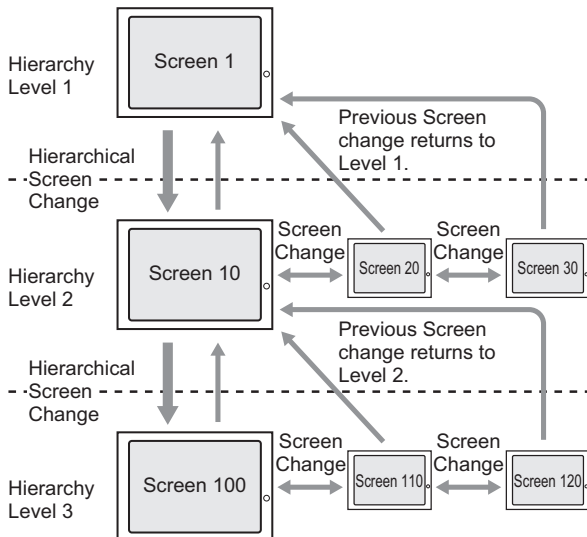 Screen 1
Hierarchy
Level 1
Previous Screen
change returns to
Level 1.
Hierarchical
Screen
Change
Screen
Change
Screen
Change
Screen 10
Screen 20
Screen 30
Hierarchy
Level 2
Previous Screen
change returns to
Level 2.
Hierarchical
Screen
Change
Screen
Change
Screen
Change
Screen 100
Screen 110
Screen 120
Hierarchy
Level 3